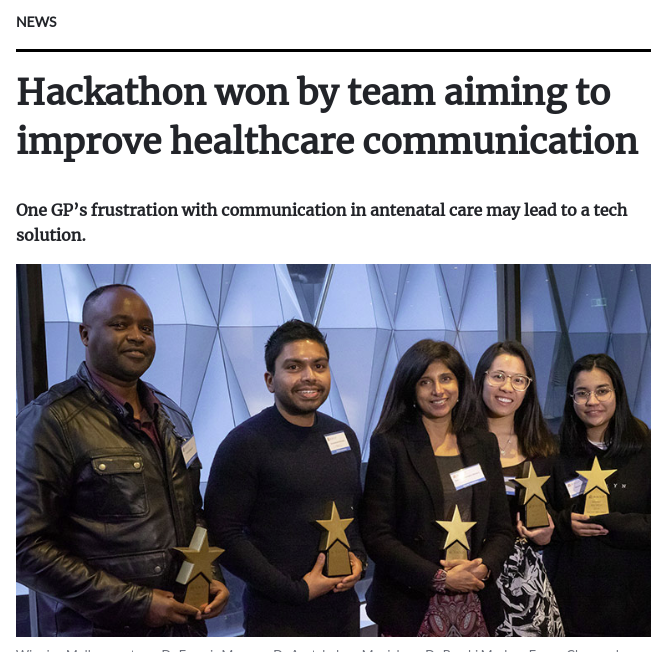 NEWS
Hackathon won by team aiming to
improve healthcare communication
One GP’s frustration with communication in antenatal care may lead to a tech
solution.